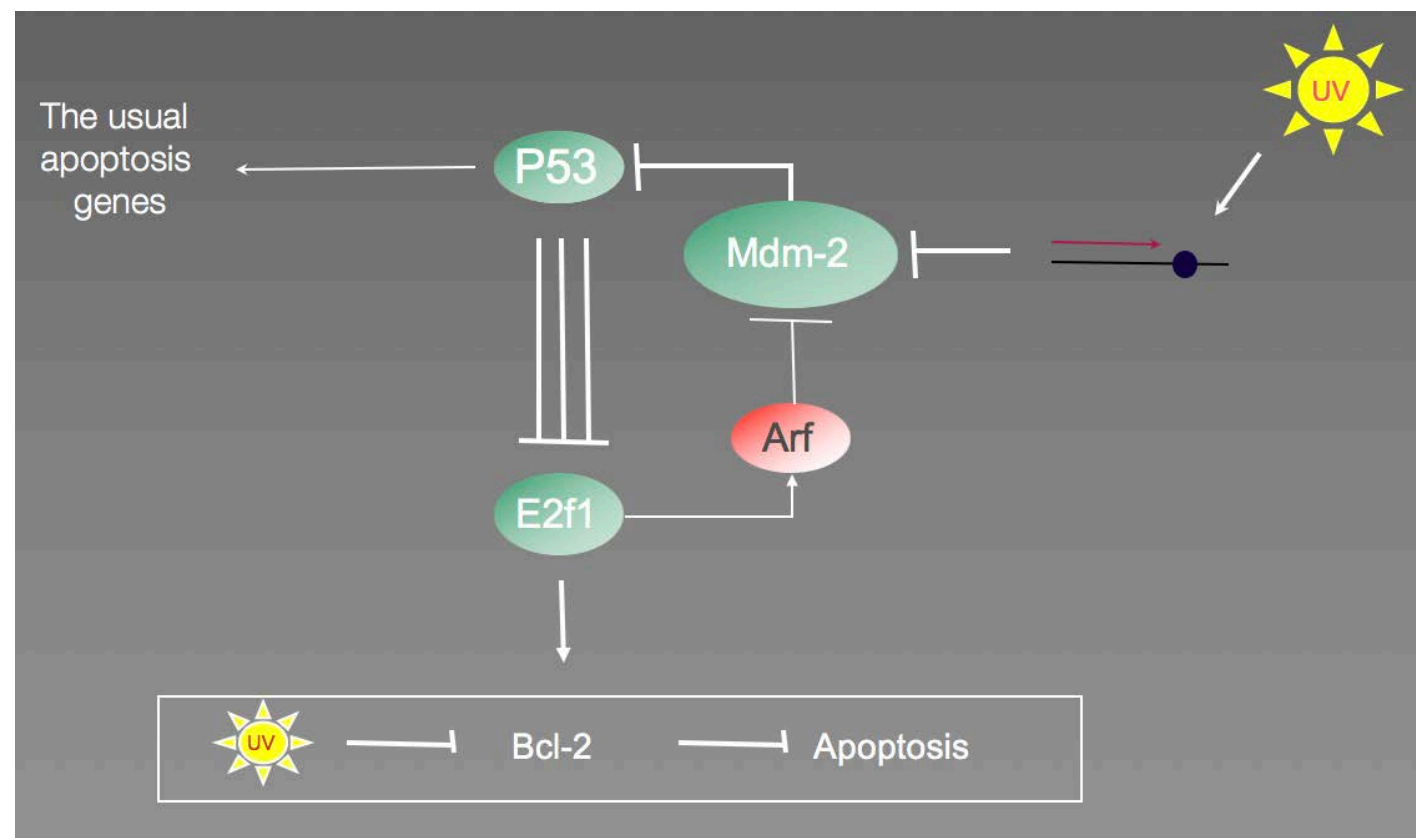 UV
The usual
apoptosis
genes
P53
Mdm-2
Arf
E2f1
UV
Bcl-2
Apoptosis